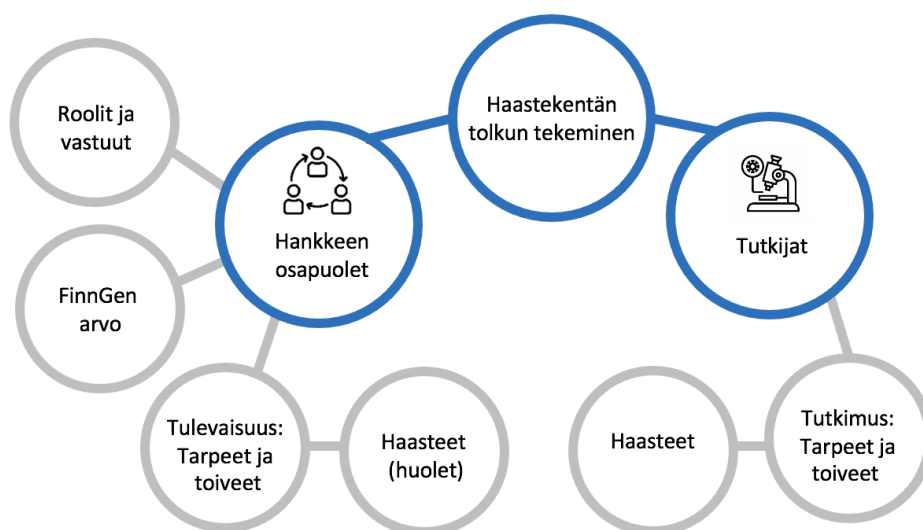 Haastekentän
tolkun tekeminen
Roolit ja
vastuut
Hankkeen
osapuolet
Tutkijat
FinnGen
arvo
Tulevaisuus:
Tarpeet ja
toiveet
Haasteet
(huolet)
Haasteet
Tutkimus:
Tarpeet ja
toiveet